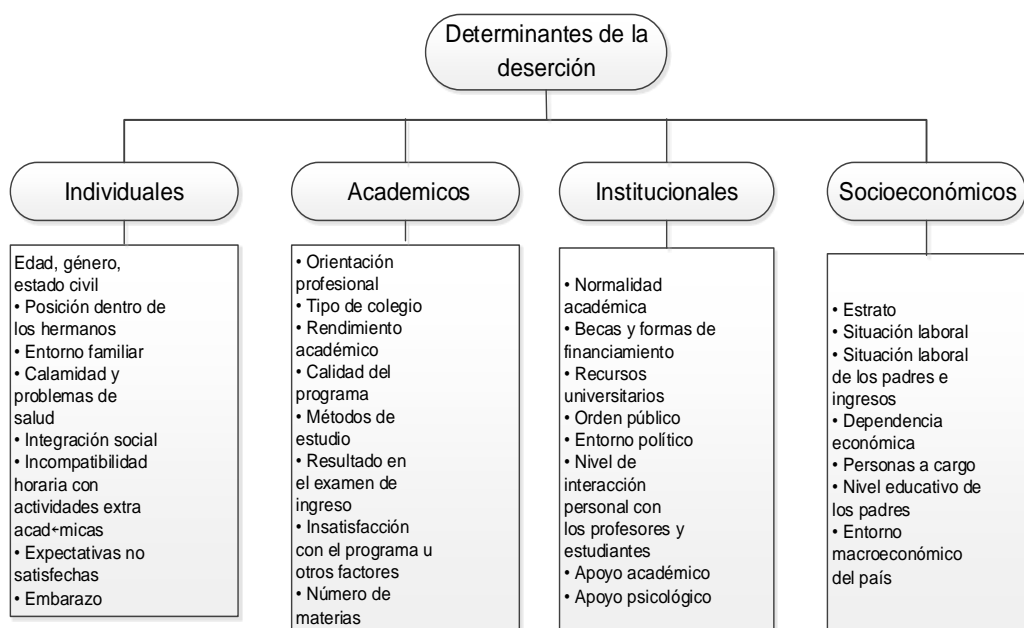 Determinantes de la
deserción
Individuales
Academicos
Institucionales
Socioeconómicos
Edad, género,
estado civil
• Posición dentro de
los hermanos
• Entorno familiar
• Calamidad y
problemas de
salud
• Integración social
• Incompatibilidad
horaria con
actividades extra
acad←micas
• Expectativas no
satisfechas
• Embarazo
• Orientación
profesional
• Tipo de colegio
• Rendimiento
académico
• Calidad del
programa
• Métodos de
estudio
• Resultado en
el examen de
ingreso
• Insatisfacción
con el programa u
otros factores
• Número de
materias
• Normalidad
académica
• Becas y formas de
financiamiento
• Recursos
universitarios
• Orden público
• Entorno político
• Nivel de
interacción
personal con
los profesores y
estudiantes
• Apoyo académico
• Apoyo psicológico
• Estrato
• Situación laboral
• Situación laboral
de los padres e
ingresos
• Dependencia
económica
• Personas a cargo
• Nivel educativo de
los padres
• Entorno
macroeconómico
del país